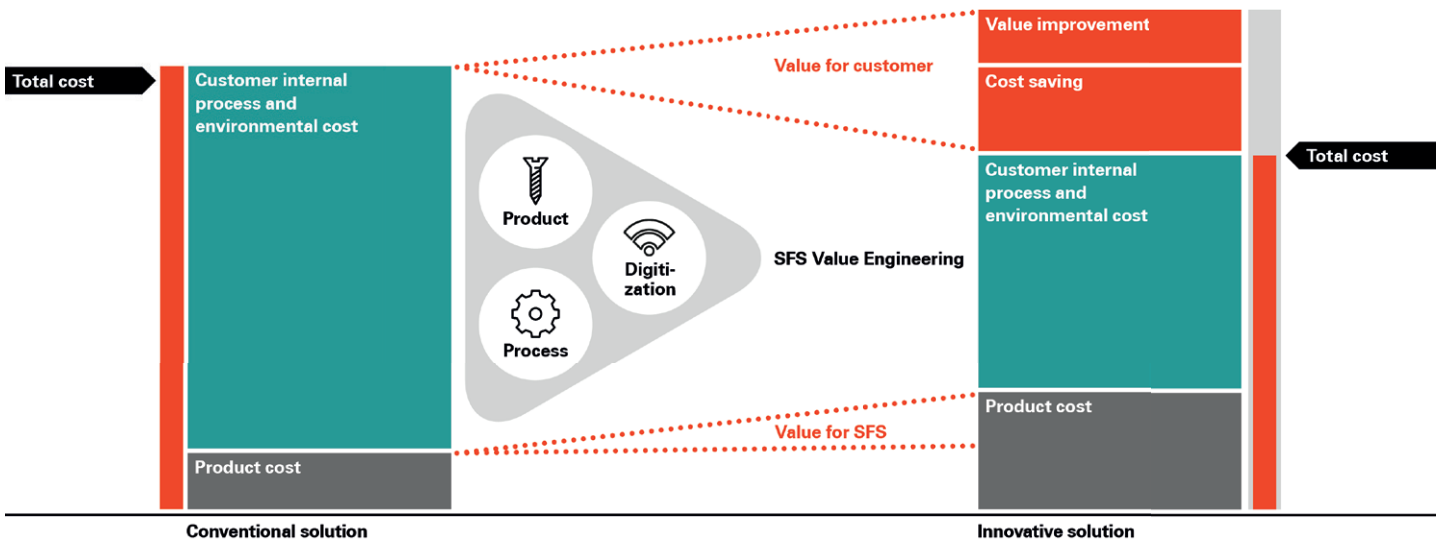 Total cost
Customer internal
process and
environmental cost
Product cost
Conventional solution
Product
Process
Digiti-
zation
Value for customer
SFS Value Engineering
Value for SFS
Value improvement
Cost saving
Customer internal
process and
environmental cost
Product cost
Innovative solution
Total cost